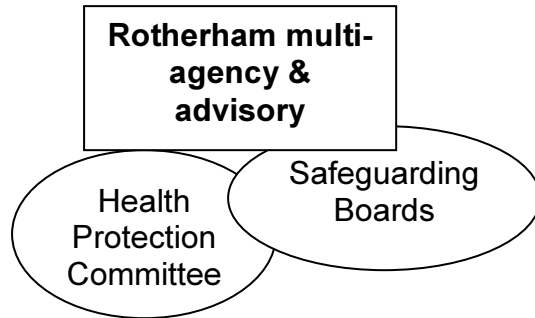 Rotherham multi-
agency &
advisory
Health
Protection
Committee
Safeguarding
Boards